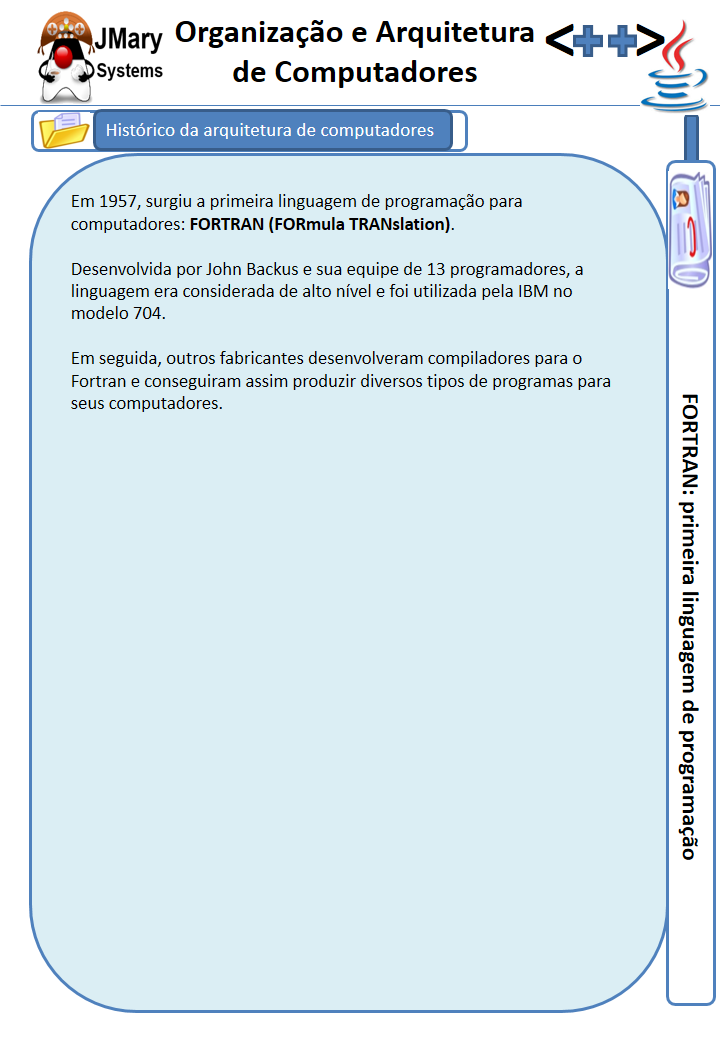 JMary
Systems
Organização e Arquitetura
de Computadores
<++>
Histórico da arquitetura de computadores
Em 1957, surgiu a primeira linguagem de programação para
computadores: FORTRAN (FORmula TRANslation).
Desenvolvida por John Backus e sua equipe de 13 programadores, a
linguagem era considerada de alto nível e foi utilizada pela IBM no
modelo 704.
Em seguida, outros fabricantes desenvolveram compiladores para o
Fortran e conseguiram assim produzir diversos tipos de programas para
seus computadores.
FORTRAN: primeira linguagem de programação